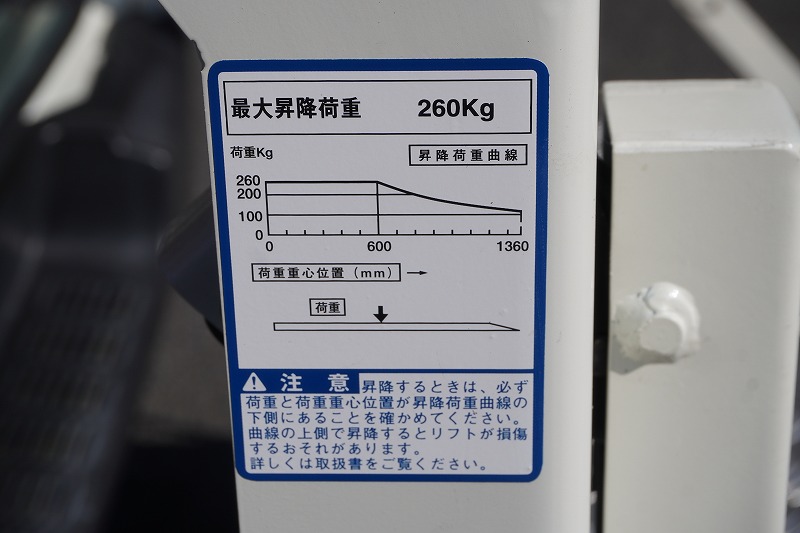 最大昇降荷重 260Kg
荷重Kg
昇降荷重曲線
260
200
100
0
0 600 1360
荷重重心位置(mm) →
荷重
注意 昇降するときは、必ず
荷重と荷重重心位置が昇降荷重曲線の
下側にあることを確かめてください。
曲線の上側で昇降するとリフトが損傷
するおそれがあります。
詳しくは取扱書をご覧ください。